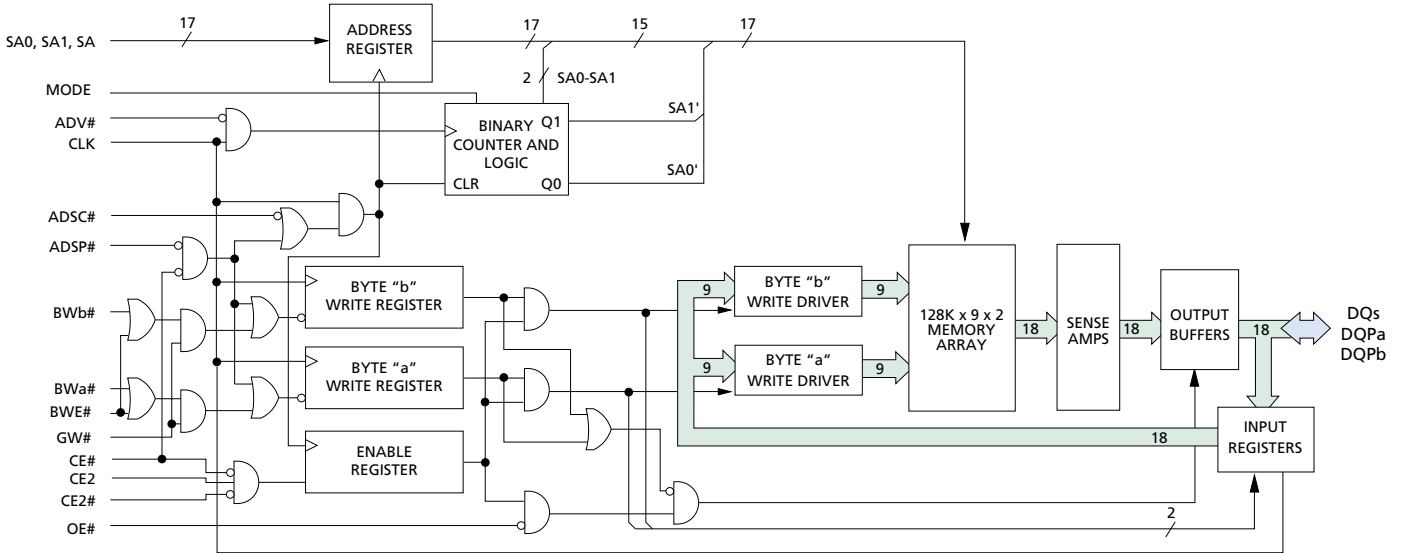 17
SA0, SA1, SA
ADDRESS
REGISTER
17
15
17
2
SA0-SA1
MODE
ADV#
CLK
BINARY
COUNTER AND
LOGIC
Q1
CLR
Q0
SA1'
SA0'
ADSC#
ADSP#
BYTE “b”
WRITE REGISTER
BWb#
BYTE “a”
WRITE REGISTER
BWa#
BWE#
GW#
CE#
CE2
CE2#
ENABLE
REGISTER
OE#
9
BYTE “b”
WRITE DRIVER
9
9
BYTE “a”
WRITE DRIVER
9
128K x 9 x 2
MEMORY
ARRAY
18
SENSE
AMPS
18
OUTPUT
BUFFERS
18
DQs
DQPa
DQPb
18
INPUT
REGISTERS
2